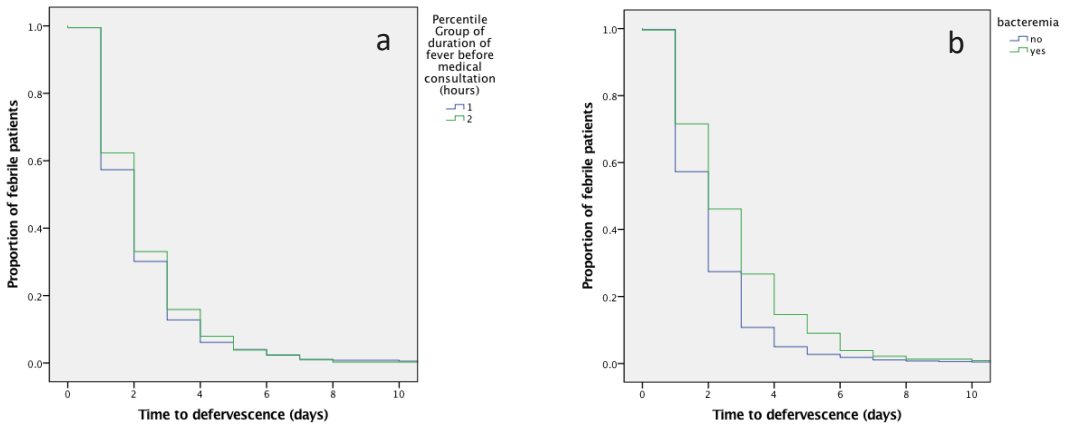 a
Percentile
Group of
duration of
fever before
medical
consultation
(hours)
1
2
Proportion of febrile patients
1.0
0.8
0.6
0.4
0.2
0.0
0 2 4 6 8 10
Time to defervescence (days)
b
bacteremia
no
yes
Proportion of febrile patients
1.0
0.8
0.6
0.4
0.2
0.0
0 2 4 6 8 10
Time to defervescence (days)